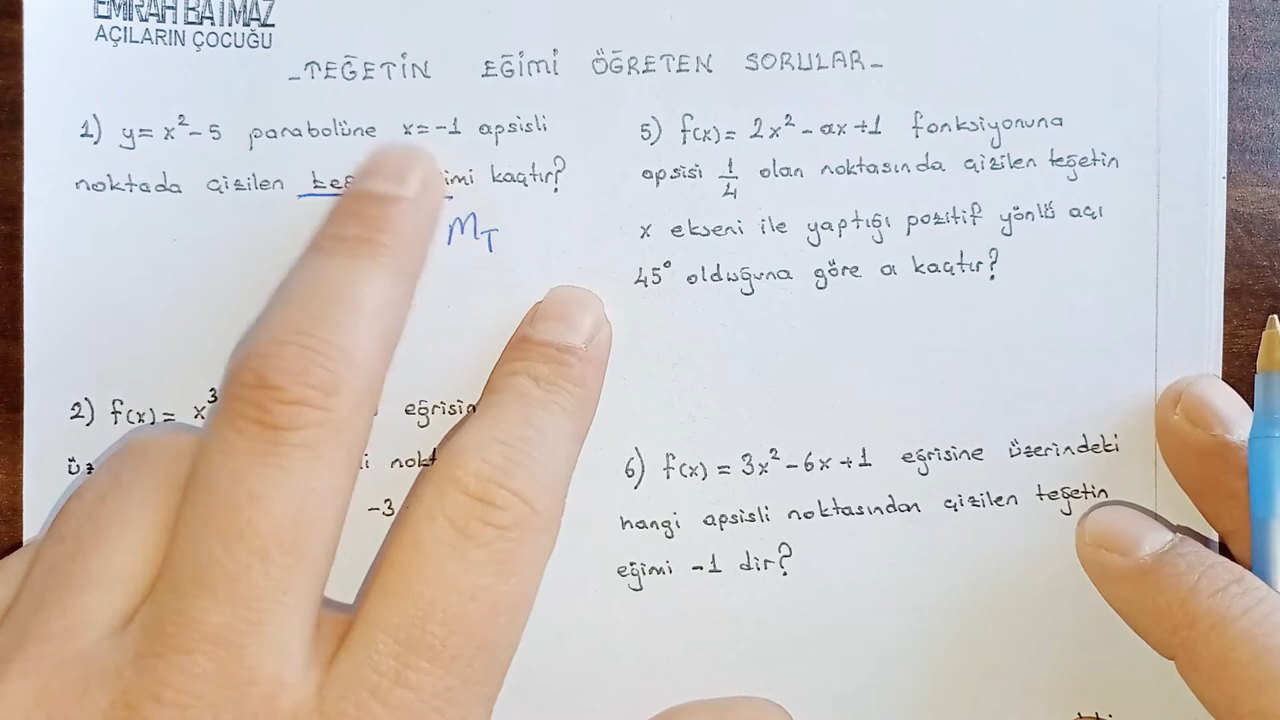 EMRAH BATMAZ
AÇILARIN ÇOCUĞU
-TEĞETİN EĞİMİ ÖĞRETEN SORULAR-
1) y= x²-5 parabolüne x=-1 apsisli
noktada çizilen kaçtır?
M_T
2) f(x)= x³
-3
5) f(x)= 2x²-ax+1 fonksiyonuna
apsisi 1/4 olan noktasında çizilen teğetin
x ekseni ile yaptığı pozitif yönlü açı
45° olduğuna göre a kaçtır?
6) f(x) = 3x²-6x+1 eğrisine üzerindeki
hangi apsisli noktasından çizilen teğetin
eğimi -1 dir?